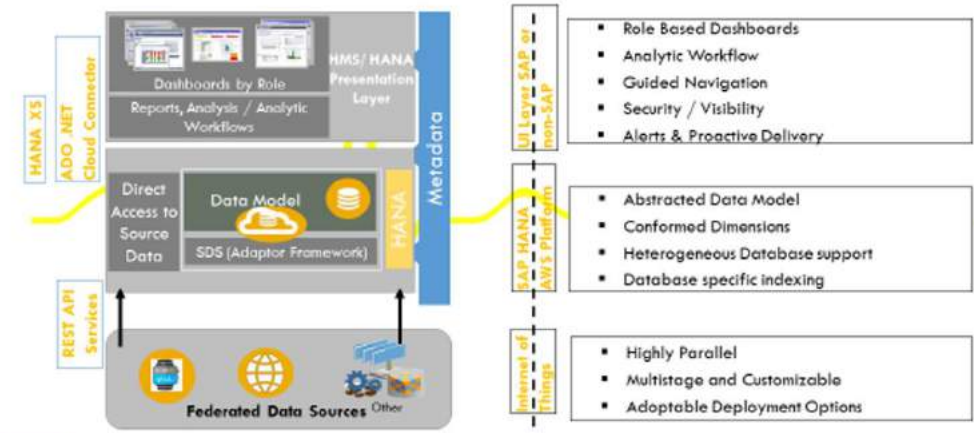 HANA XS
ADO .NET
Cloud Connector
REST API
Services
Dashboards by Role
Reports, Analysis / Analytic
Workflows
HMS/ HANA
Presentation
Layer
Direct
Access to
Source
Data
Data Model
SDS (Adaptor Framework)
HANA
Metadata
Federated Data Sources
Other
UI Layer SAP or
non-SAP
▪ Role Based Dashboards
▪ Analytic Workflow
▪ Guided Navigation
▪ Security / Visibility
▪ Alerts & Proactive Delivery
SAP HANA
AWS Platform
▪ Abstracted Data Model
▪ Conformed Dimensions
▪ Heterogeneous Database support
▪ Database specific indexing
Internet of
Things
▪ Highly Parallel
▪ Multistage and Customizable
▪ Adoptable Deployment Options